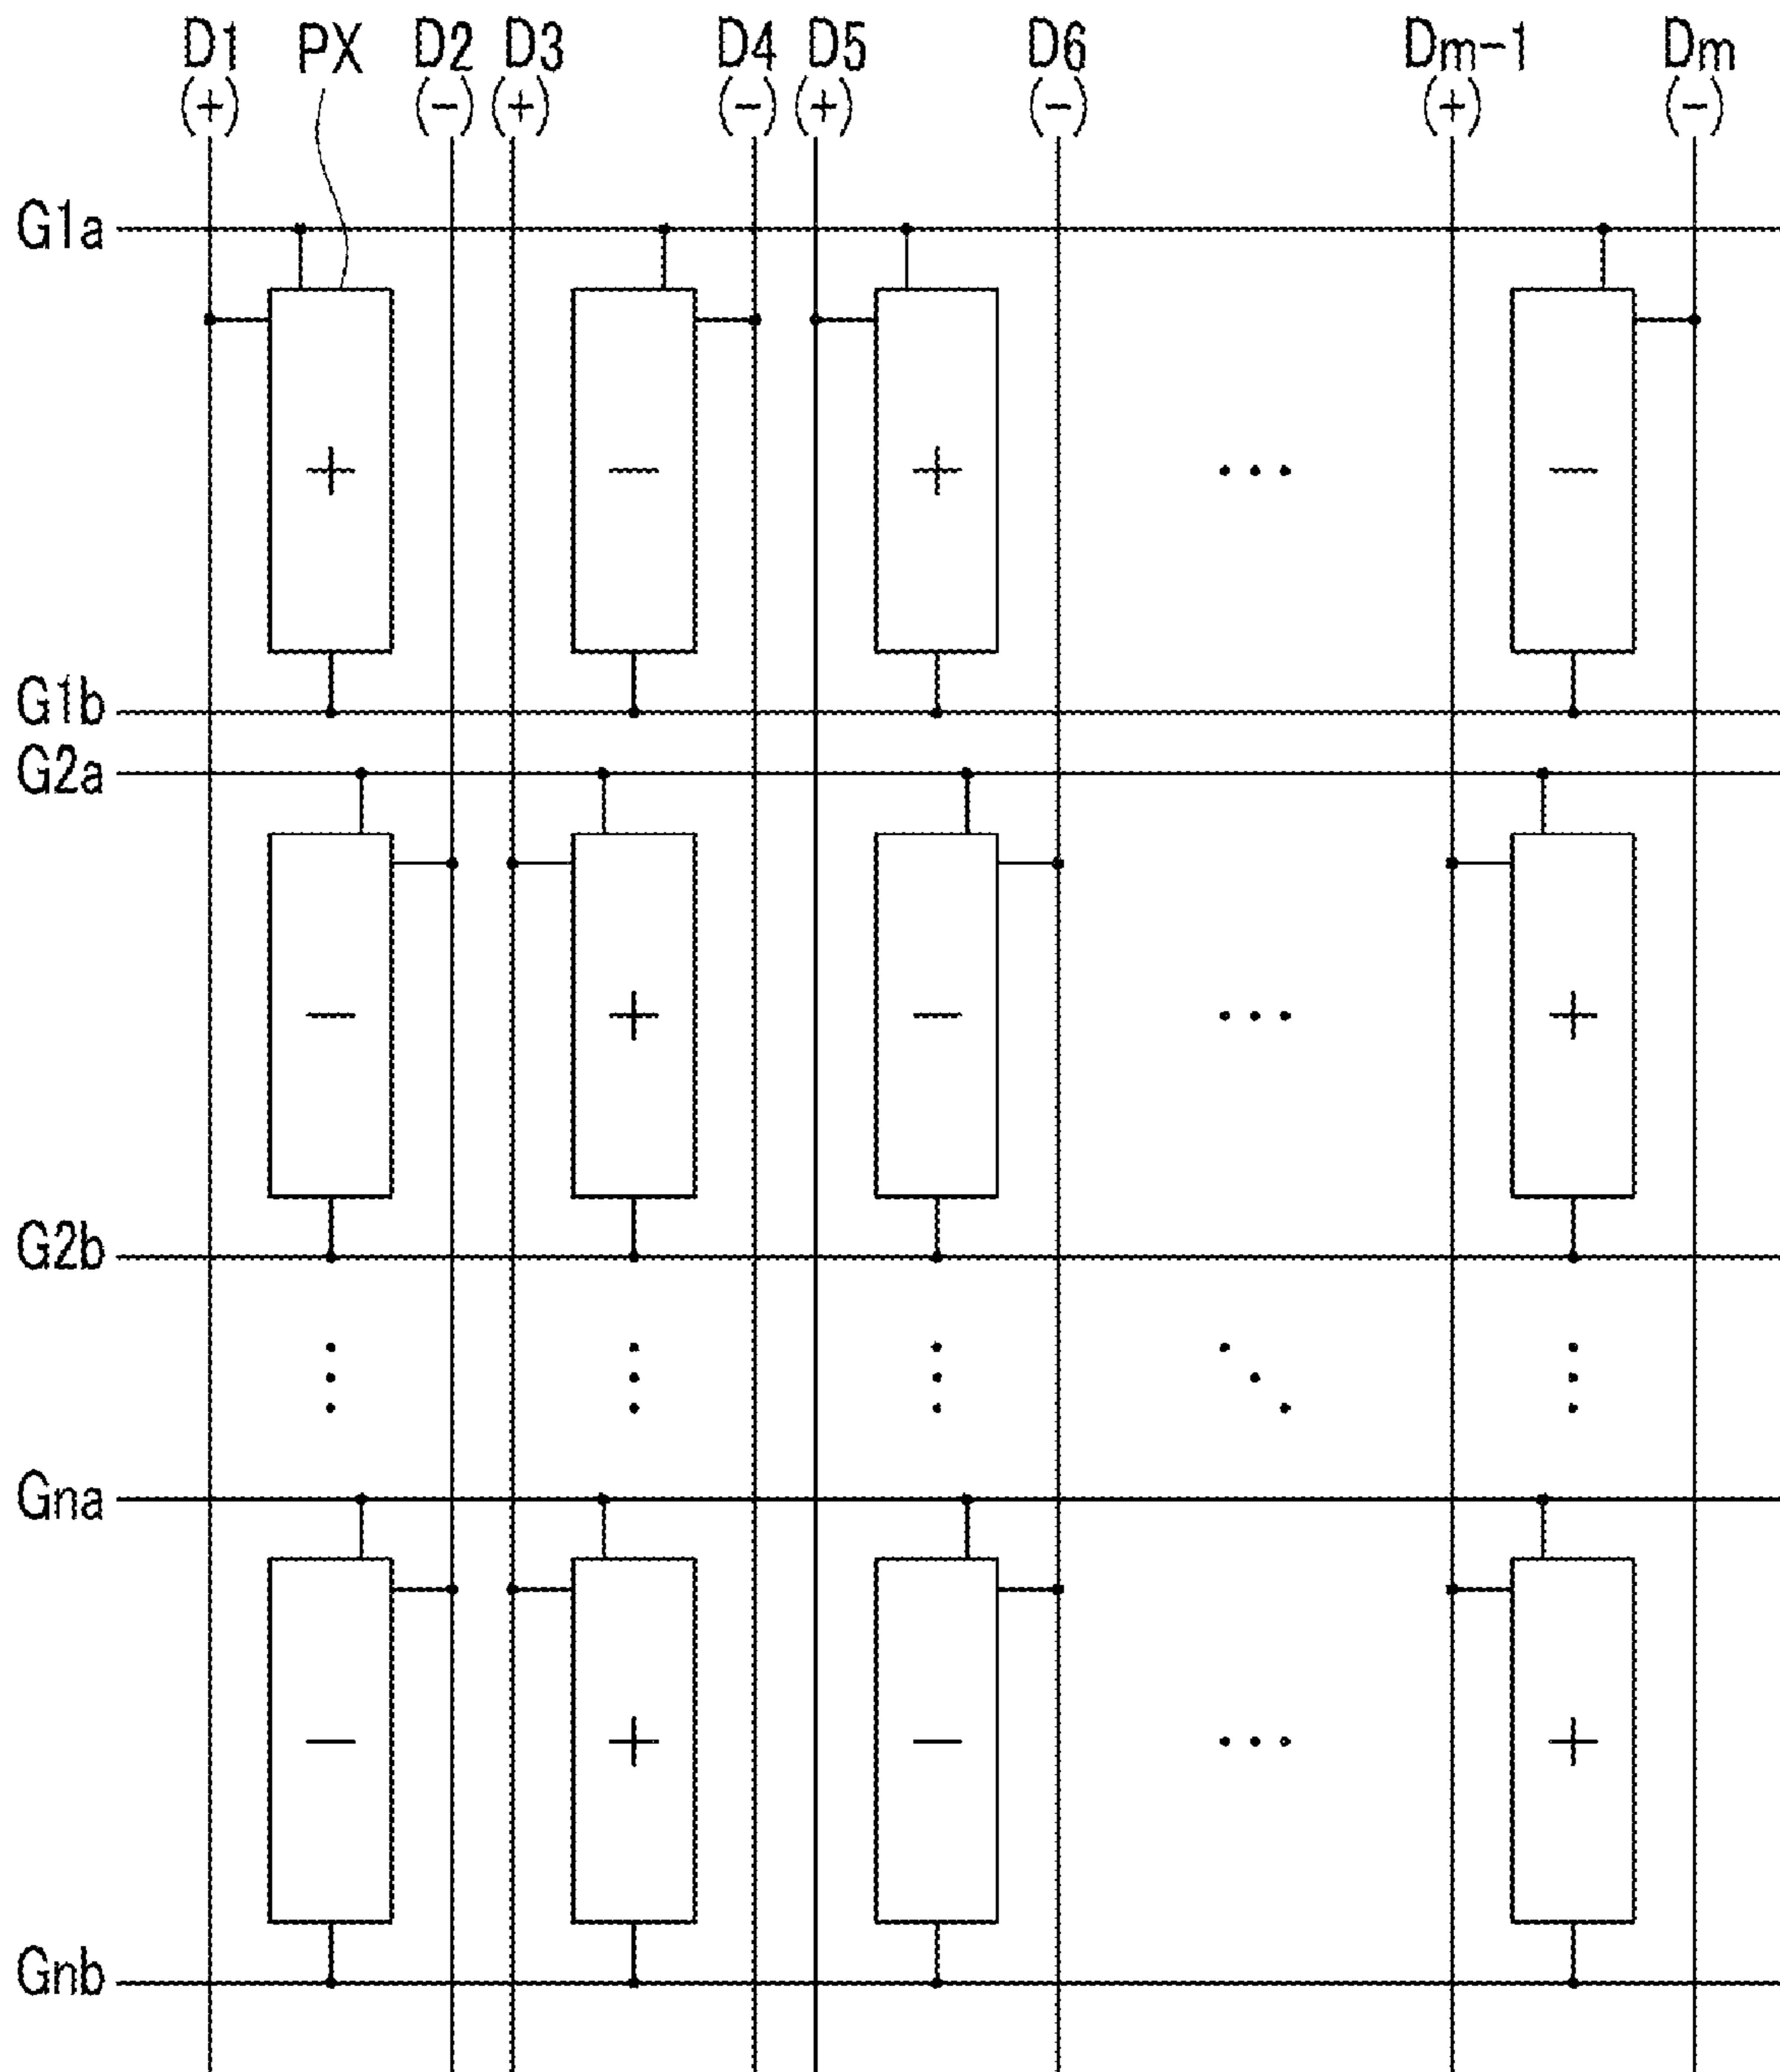 D1 PX D2 D3 D4 D5 D6 Dm-1 Dm
(+) (-) (+) (-) (+) (-) (+) (-)
G1a
+ − + ··· −
G1b
G2a
− + − ··· +
G2b
Gna
− + − ··· +
Gnb